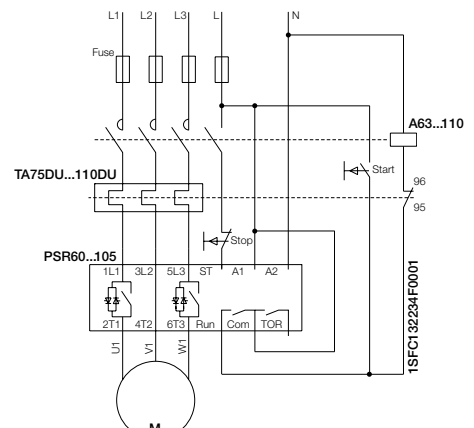 L1 L2 L3 L N
Fuse
A63...110
Start
TA75DU...110DU
96
95
Stop
PSR60...105
1L1 3L2 5L3 ST A1 A2
2T1 4T2 6T3 Run Com TOR
U1 V1 W1
1SFC132234F0001
M